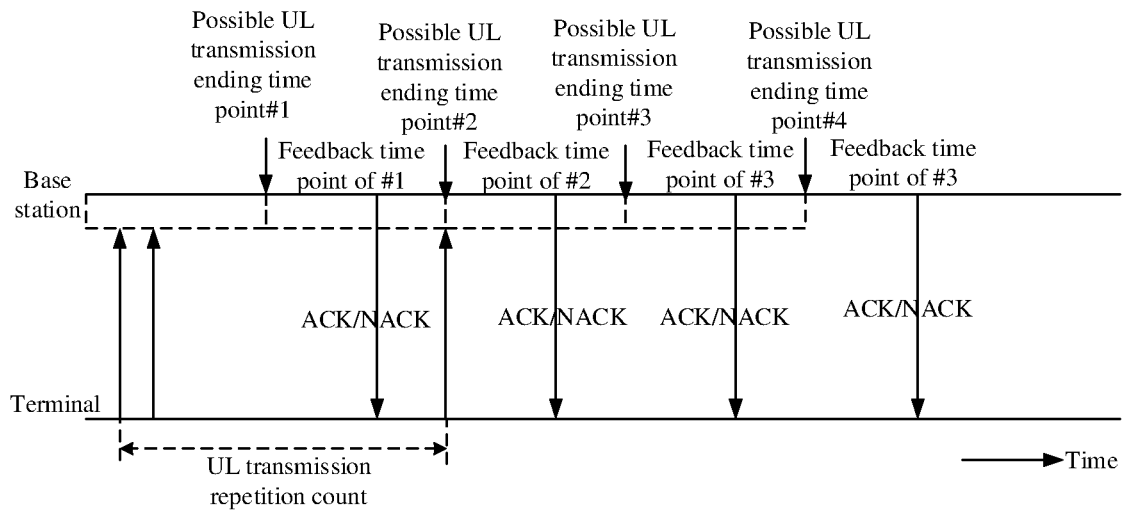 Possible UL
transmission
ending time
point#1
Possible UL
transmission
ending time
point#2
Possible UL
transmission
ending time
point#3
Possible UL
transmission
ending time
point#4
Feedback time
point of #1
Feedback time
point of #2
Feedback time
point of #3
Feedback time
point of #3
Base
station
ACK/NACK
ACK/NACK
ACK/NACK
ACK/NACK
Terminal
UL transmission
repetition count
Time